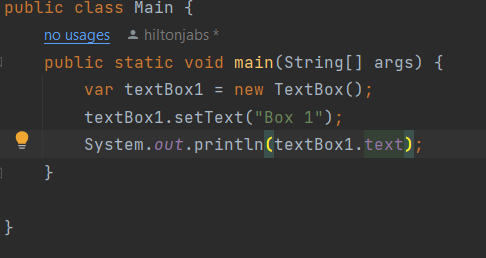 public class Main {
no usages hiltonjabs *
public static void main(String[] args) {
var textBox1 = new TextBox();
textBox1.setText("Box 1");
System.out.println(textBox1.text);
}
}